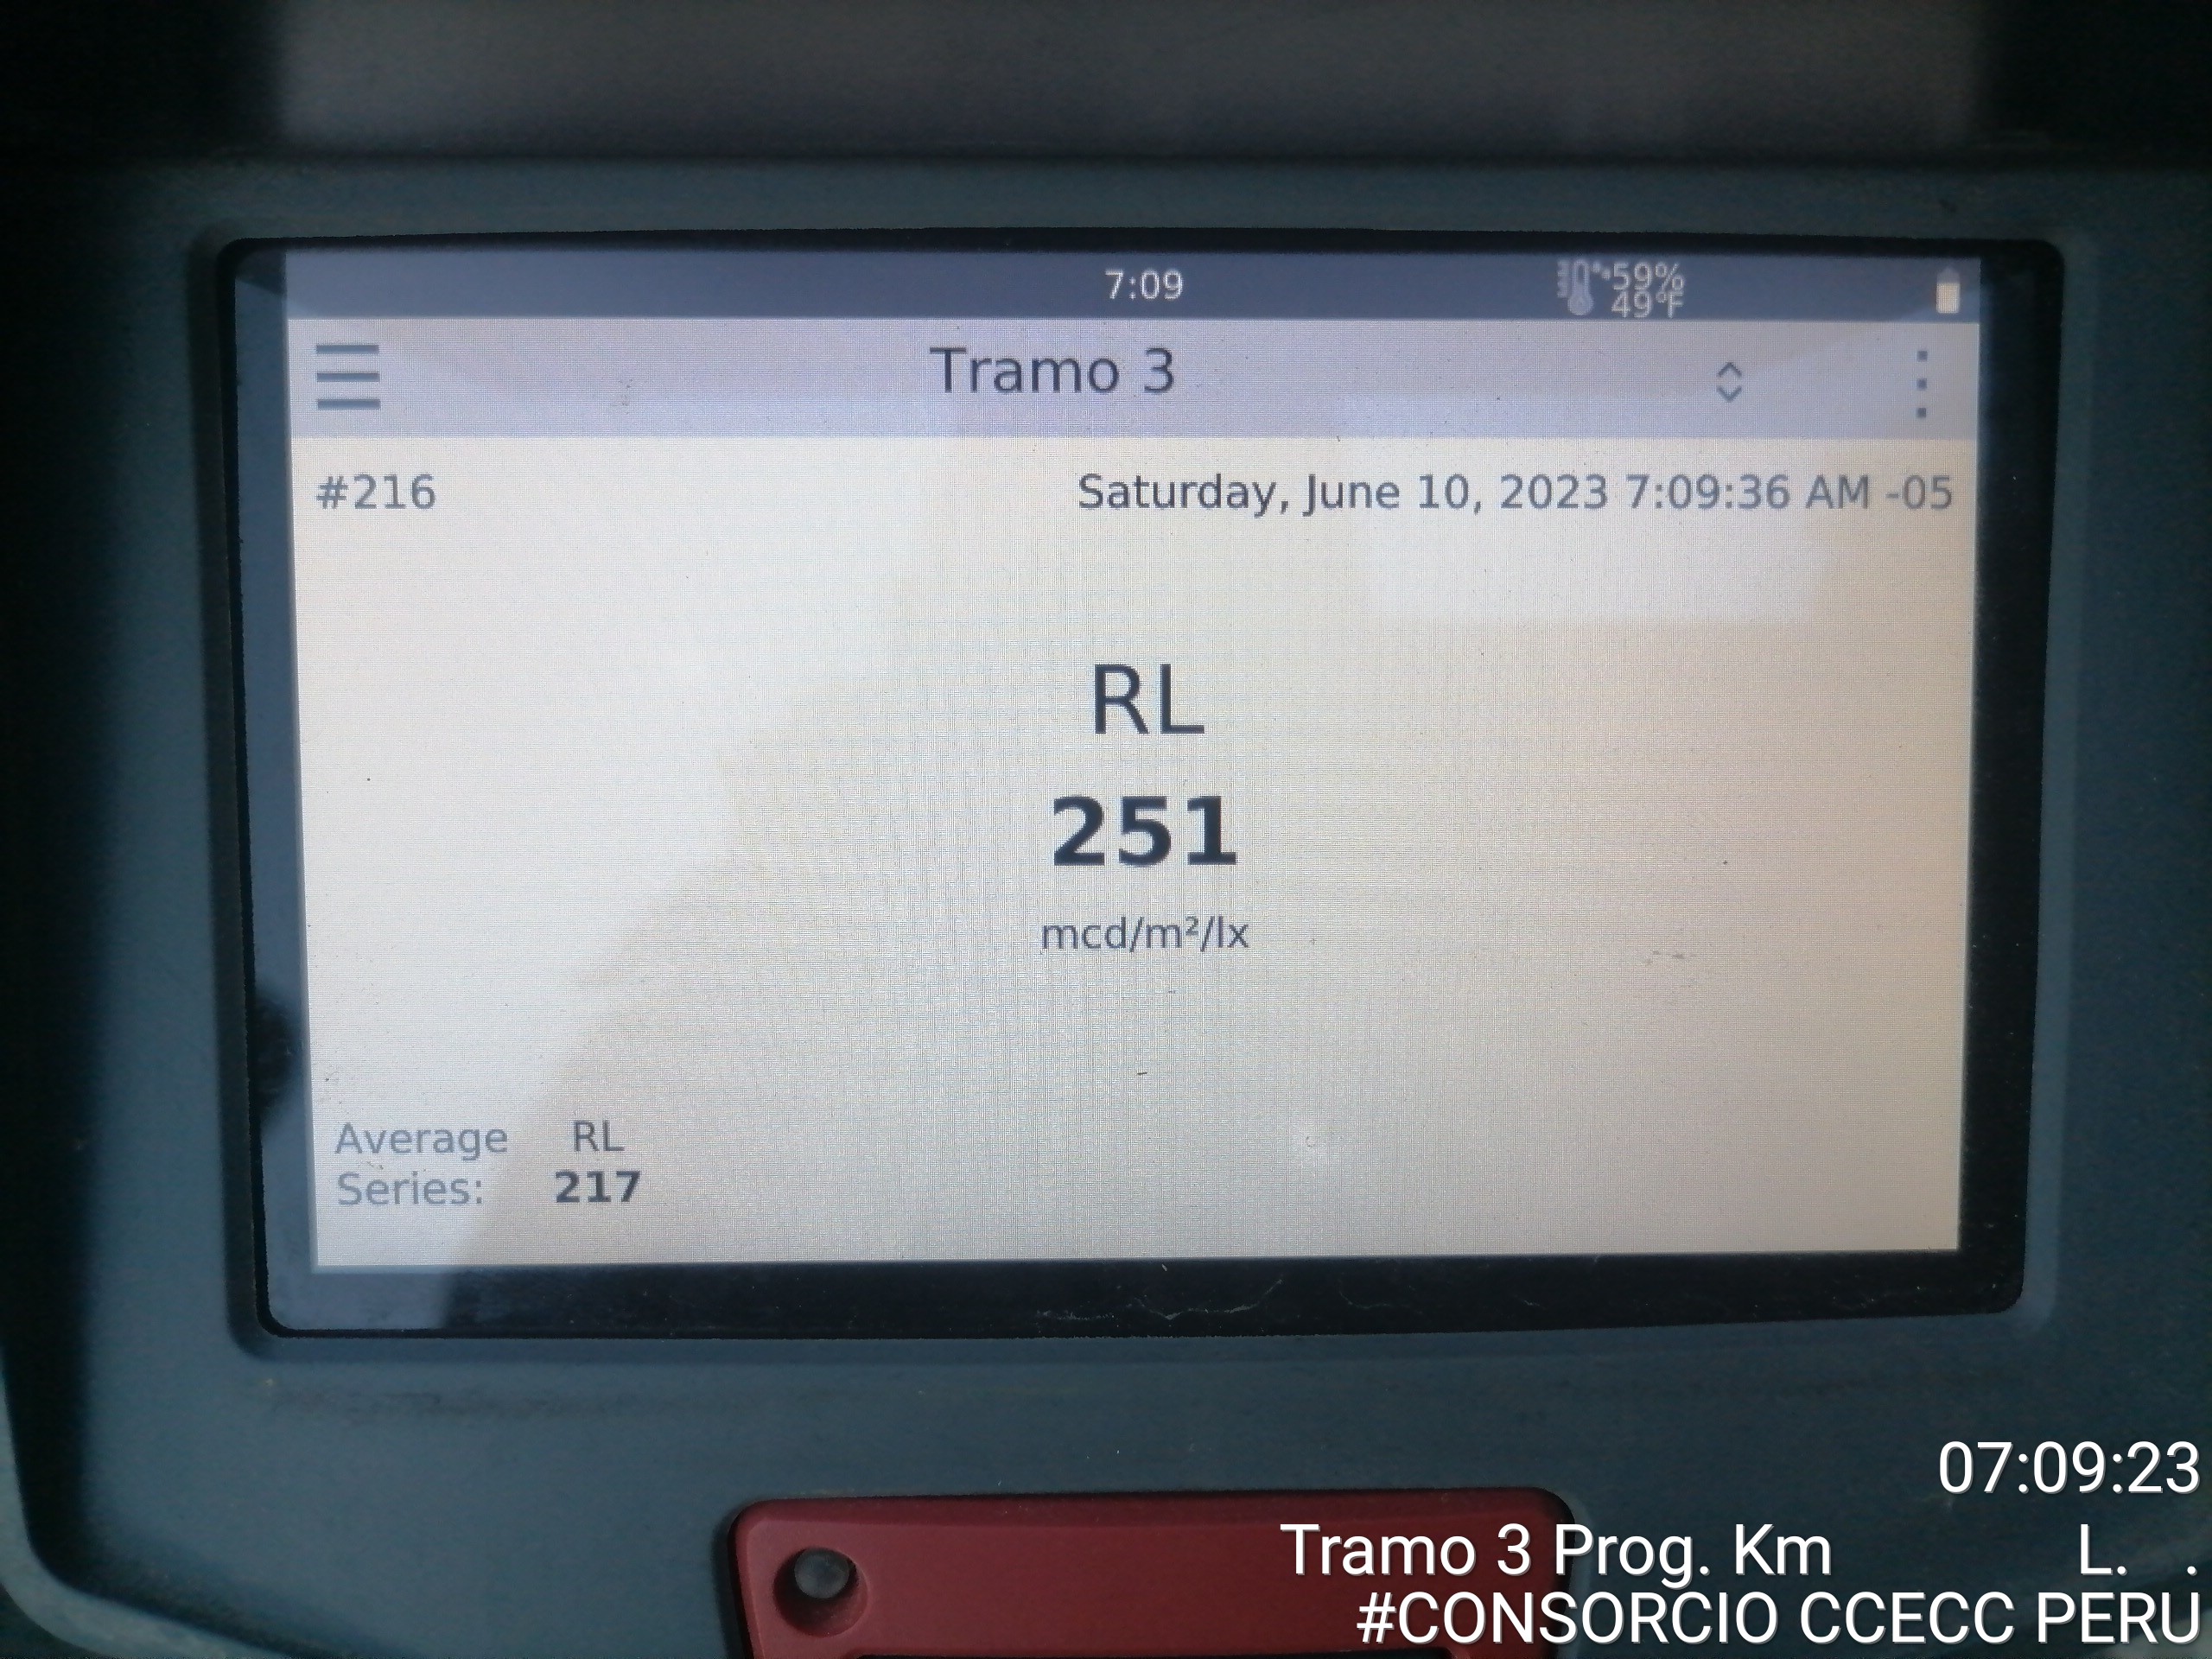 7:09
59%
49°F
Tramo 3
#216 Saturday, June 10, 2023 7:09:36 AM -05
RL
251
mcd/m²/lx
Average RL
Series: 217
07:09:23
Tramo 3 Prog. Km L. .
#CONSORCIO CCECC PERU